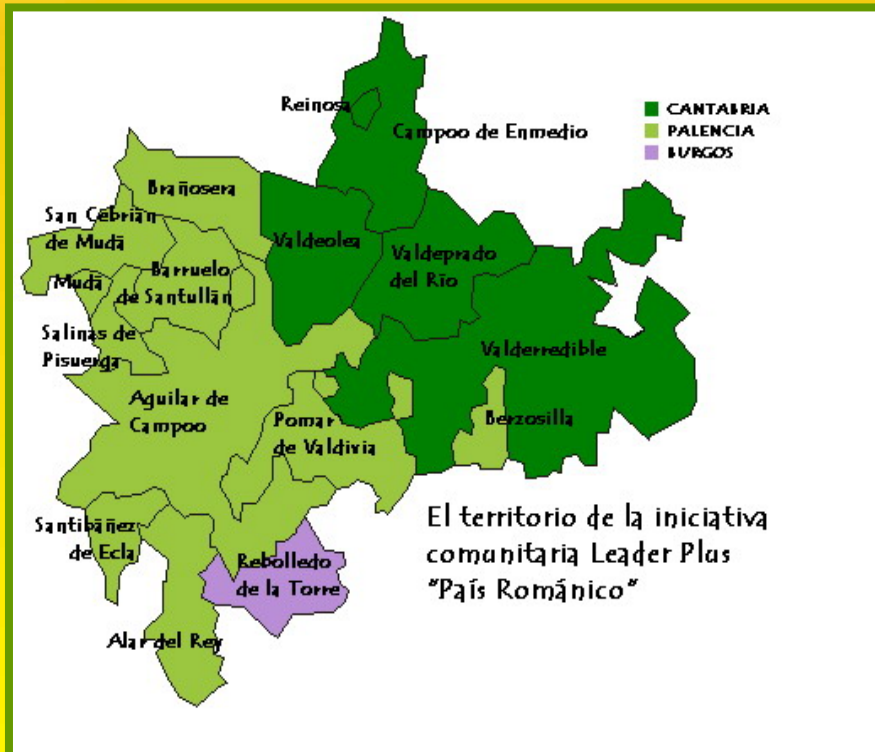 Reinosa
Campoo de Enmedio
CANTABRIA
PALENCIA
BURGOS
Brañosera
San Cebrián
de Mudá
Valdeolea
Valdeprado
del Río
Mudá
Barruelo
de Santullán
Salinas de
Pisuerga
Valderredible
Aguilar de
Campoo
Pomar
de Valdivia
Berzosilla
Santibáñez
de Ecla
Rebolledo
de la Torre
Alar del Rey
El territorio de la iniciativa
comunitaria Leader Plus
"País Románico"